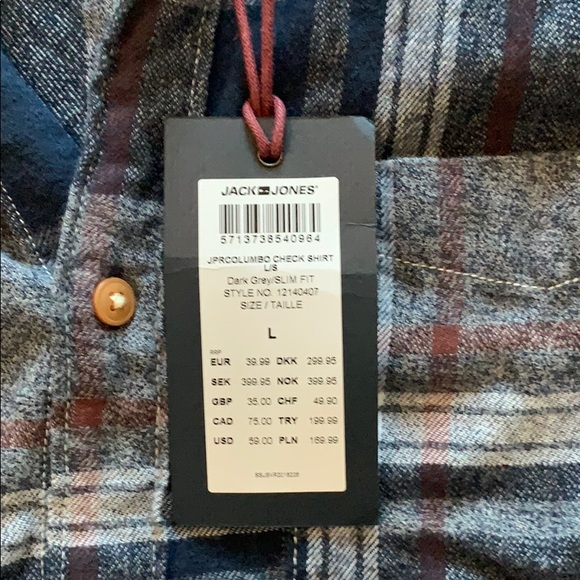 JACK JONES®
5713738540964
JPRCOLUMBO CHECK SHIRT
L/S
Dark Grey/SLIM FIT
STYLE NO. 12140407
SIZE / TAILLE
L
RRP
EUR 39.99 DKK 299.95
SEK 399.95 NOK 399.95
GBP 35.00 CHF 49.90
CAD 75.00 TRY 199.99
USD 59.00 PLN 169.99